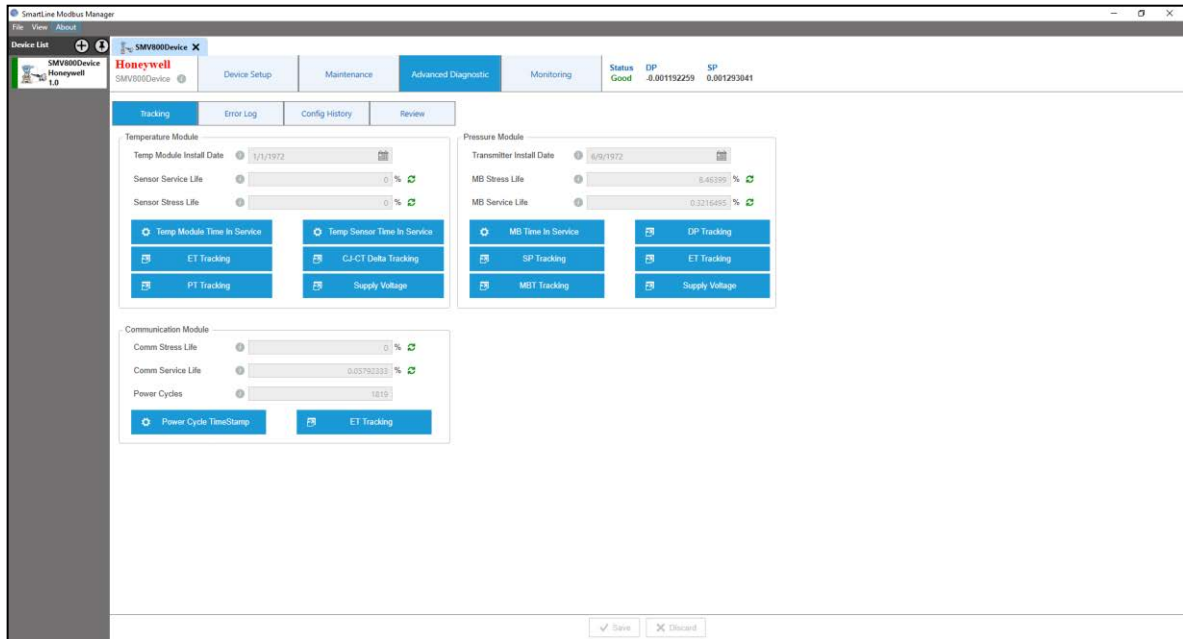 SmartLine Modbus Manager
File View About
Device List
SMV800Device
Honeywell
1.0
SMV800Device
Honeywell
SMV800Device
Device Setup
Maintenance
Advanced Diagnostic
Monitoring
Status DP SP
Good -0.001192259 0.001293041
Tracking
Error Log
Config History
Review
Temperature Module
Temp Module Install Date 1/1/1972
Sensor Service Life 0 %
Sensor Stress Life 0 %
Temp Module Time In Service
Temp Sensor Time In Service
ET Tracking
CJ-CT Delta Tracking
PT Tracking
Supply Voltage
Pressure Module
Transmitter Install Date 6/9/1972
MB Stress Life 8.46399 %
MB Service Life 0.3216495 %
MB Time In Service
DP Tracking
SP Tracking
ET Tracking
MBT Tracking
Supply Voltage
Communication Module
Comm Stress Life 0 %
Comm Service Life 0.03792333 %
Power Cycles 1819
Power Cycle TimeStamp
ET Tracking
Save
Discard